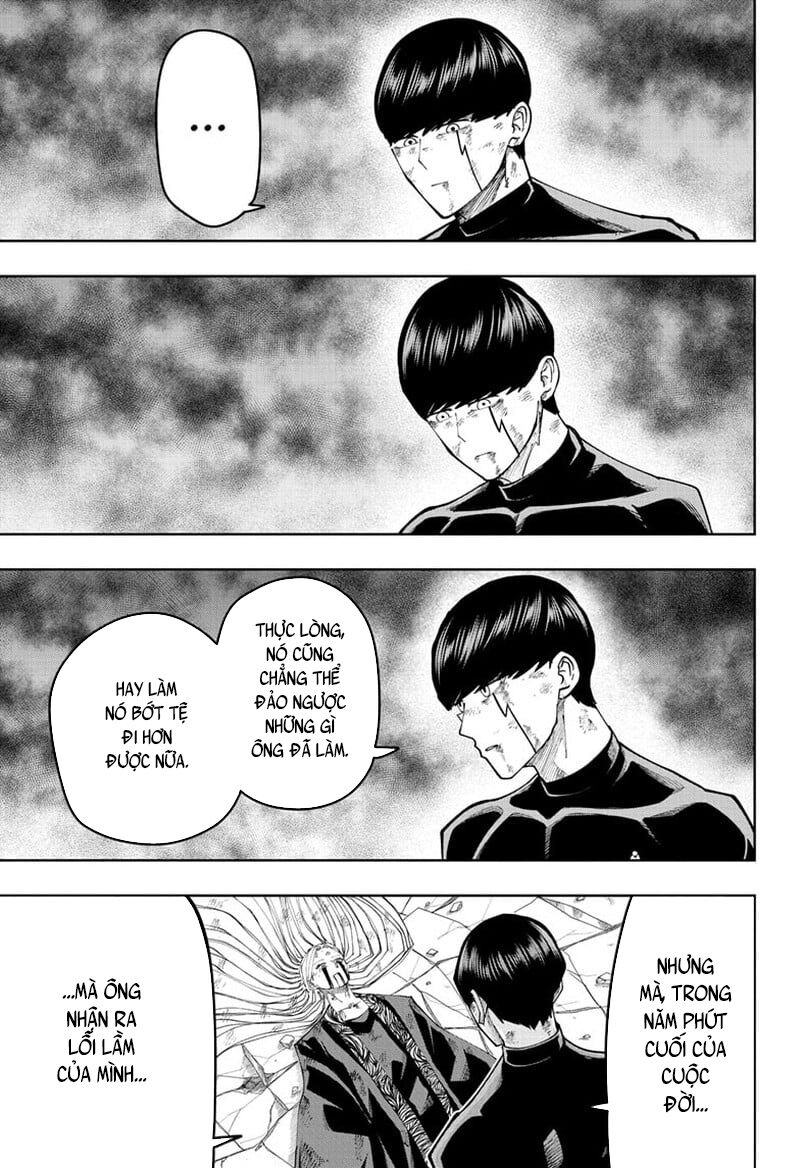 ...
THỰC LÒNG,
NÓ CŨNG
CHẲNG THỂ
ĐẢO NGƯỢC
NHỮNG GÌ
ÔNG ĐÃ LÀM.
HAY LÀM
NÓ BỚT TỆ
ĐI HƠN
ĐƯỢC NỮA.
NHƯNG
MÀ, TRONG
NĂM PHÚT
CUỐI CỦA
CUỘC
ĐỜI...
...MÀ ÔNG
NHẬN RA
LỖI LẦM
CỦA MÌNH...